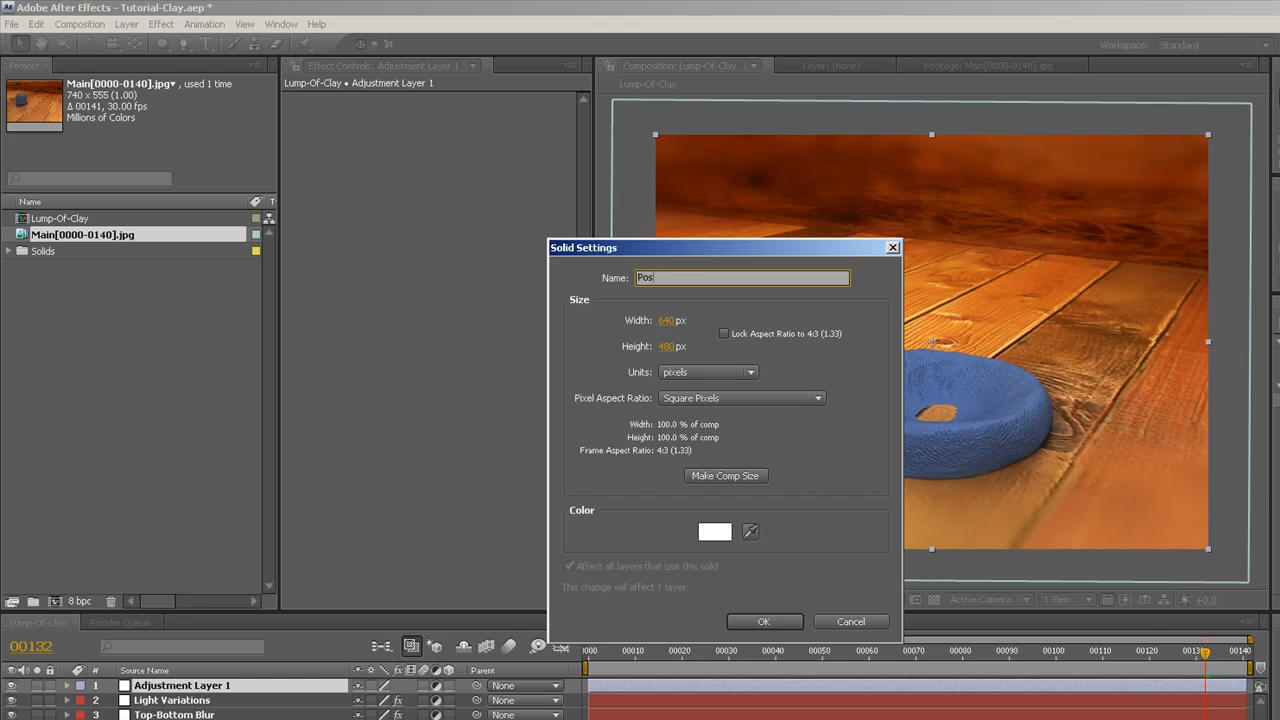 Adobe After Effects - Tutorial-Clay.aep *
File Edit Composition Layer Effect Animation View Window Help
Workspace: Standard
Project
Effect Controls: Adjustment Layer 1
Composition: Lump-Of-Clay
Layer: (none)
Footage: Main[0000-0140].jpg
Main[0000-0140].jpg , used 1 time
740 x 555 (1.00)
Δ 00141, 30.00 fps
Millions of Colors
Lump-Of-Clay • Adjustment Layer 1
Lump-Of-Clay
Name T
Lump-Of-Clay
Main[0000-0140].jpg
Solids
Solid Settings
Name: Pos
Size
Width: 640 px
Lock Aspect Ratio to 4:3 (1.33)
Height: 480 px
Units: pixels
Pixel Aspect Ratio: Square Pixels
Width: 100.0 % of comp
Height: 100.0 % of comp
Frame Aspect Ratio: 4:3 (1.33)
Make Comp Size
Color
Affect all layers that use this solid
This change will affect 1 layer.
OK Cancel
8 bpc
Active Camera 1 View +0.0
Lump-Of-Clay Render Queue
00132
# Source Name fx Parent
0000 00010 00020 00030 00040 00050 00060 00070 00080 00090 00100 00110 00120 0013 00140
1 Adjustment Layer 1 None
2 Light Variations fx None
3 Top-Bottom Blur fx None